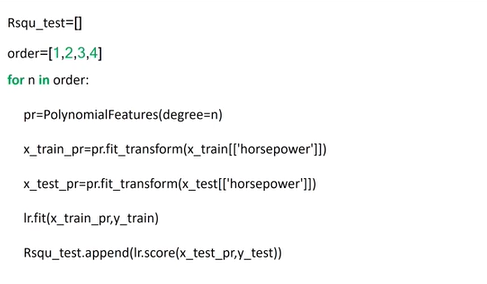 Rsqu_test=[]
order=[1,2,3,4]
for n in order:
pr=PolynomialFeatures(degree=n)
x_train_pr=pr.fit_transform(x_train[['horsepower']])
x_test_pr=pr.fit_transform(x_test[['horsepower']])
lr.fit(x_train_pr,y_train)
Rsqu_test.append(lr.score(x_test_pr,y_test))